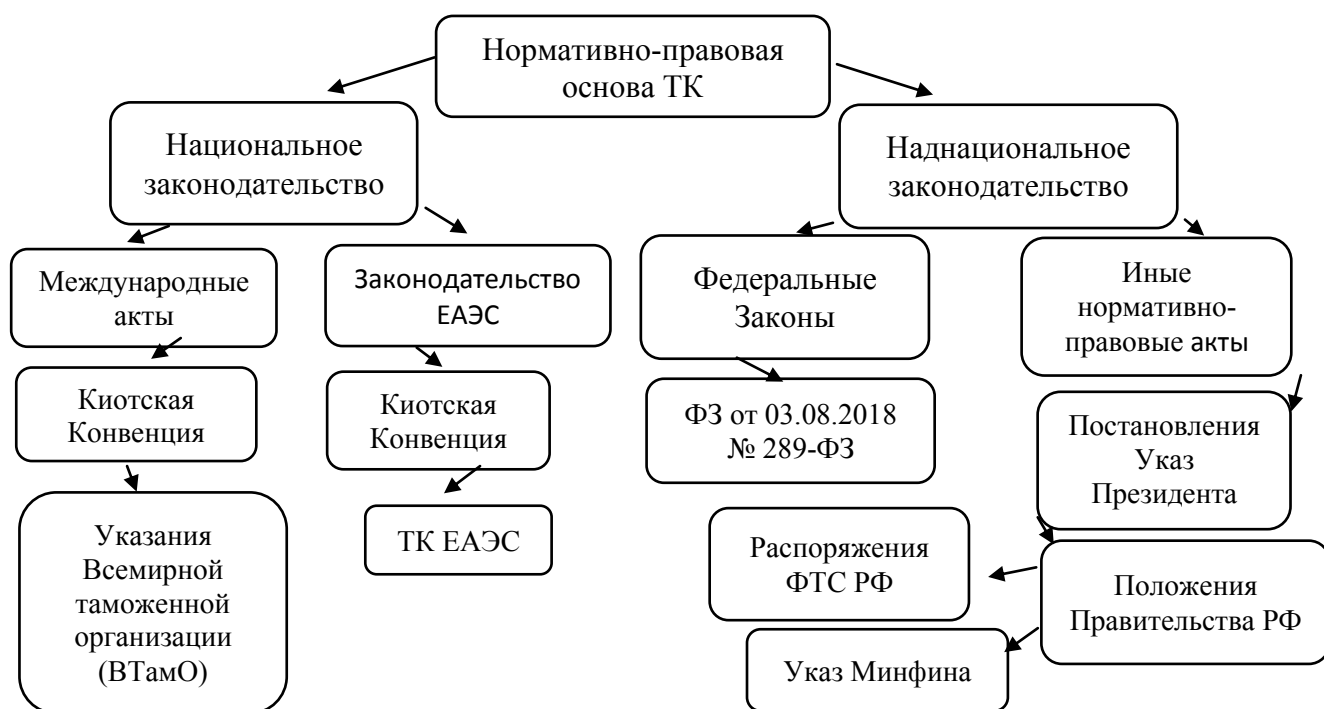 Нормативно-правовая
основа ТК
Национальное
законодательство
Наднациональное
законодательство
Международные
акты
Законодательство
ЕАЭС
Федеральные
Законы
Иные
нормативно-
правовые акты
Киотская
Конвенция
Киотская
Конвенция
ФЗ от 03.08.2018
№ 289-ФЗ
Постановления
Указ
Президента
Указания
Всемирной
таможенной
организации
(ВТамО)
ТК ЕАЭС
Распоряжения
ФТС РФ
Положения
Правительства РФ
Указ Минфина